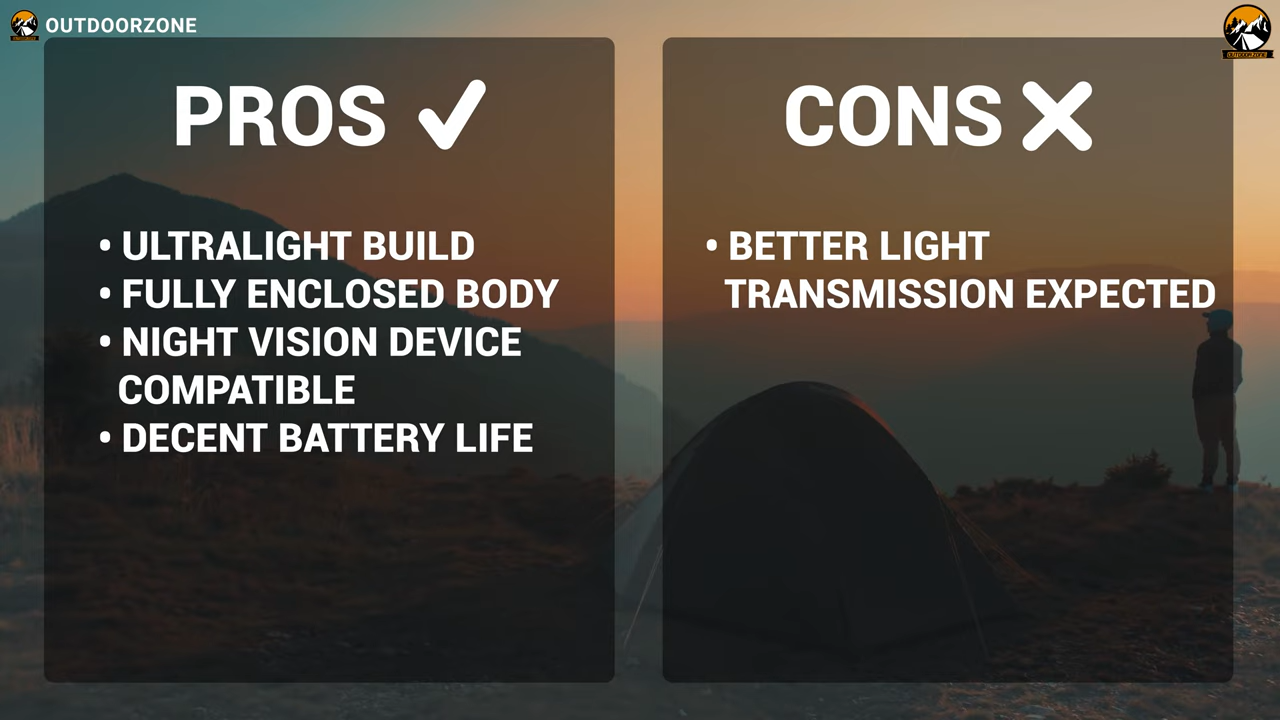 OUTDOORZONE
PROS
• ULTRALIGHT BUILD
• FULLY ENCLOSED BODY
• NIGHT VISION DEVICE
COMPATIBLE
• DECENT BATTERY LIFE
CONS
• BETTER LIGHT
TRANSMISSION EXPECTED
OUTDOORZONE